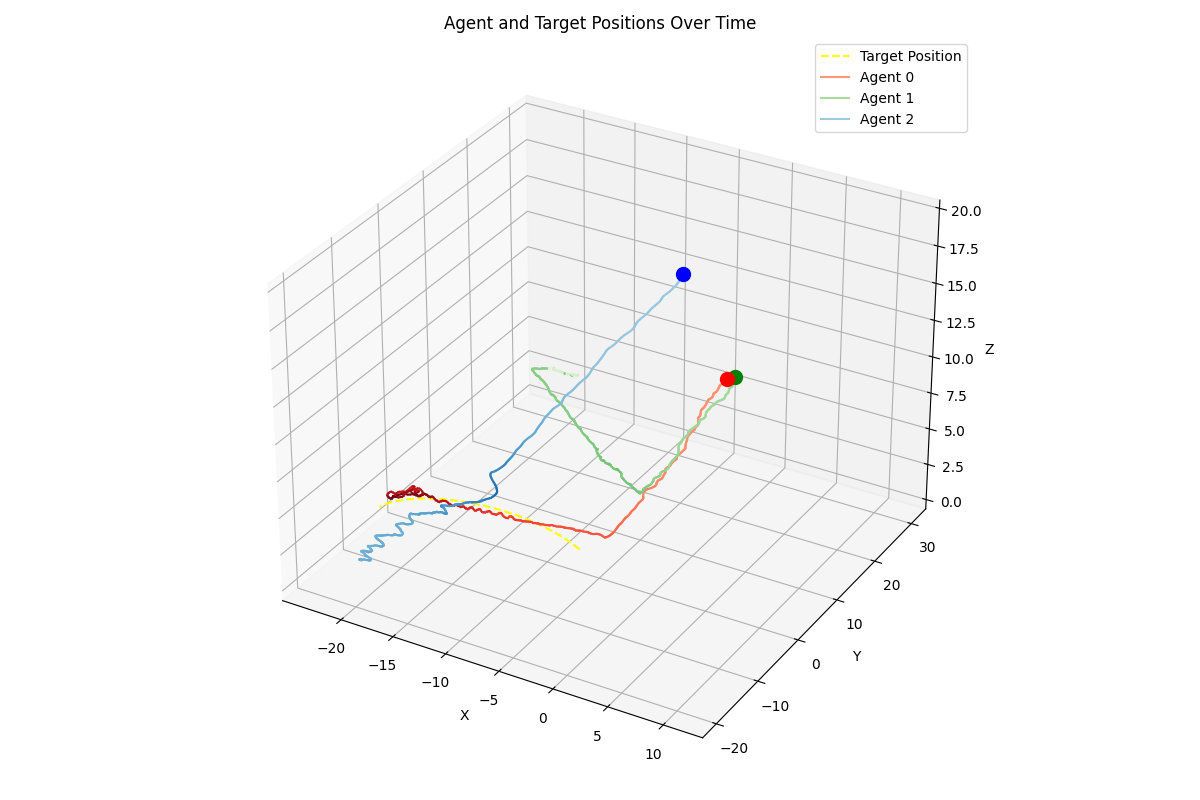 Agent and Target Positions Over Time
Target Position
Agent 0
Agent 1
Agent 2
20.0
17.5
15.0
12.5
10.0
7.5
5.0
2.5
0.0
Z
30
20
10
0
−10
−20
Y
−20
−15
−10
−5
0
5
10
X